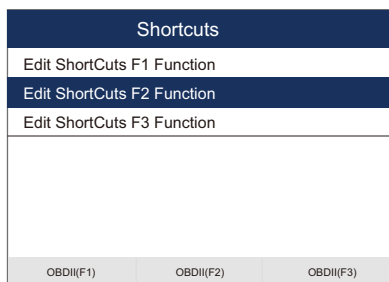 Shortcuts
Edit ShortCuts F1 Function
Edit ShortCuts F2 Function
Edit ShortCuts F3 Function
OBDII(F1) OBDII(F2) OBDII(F3)